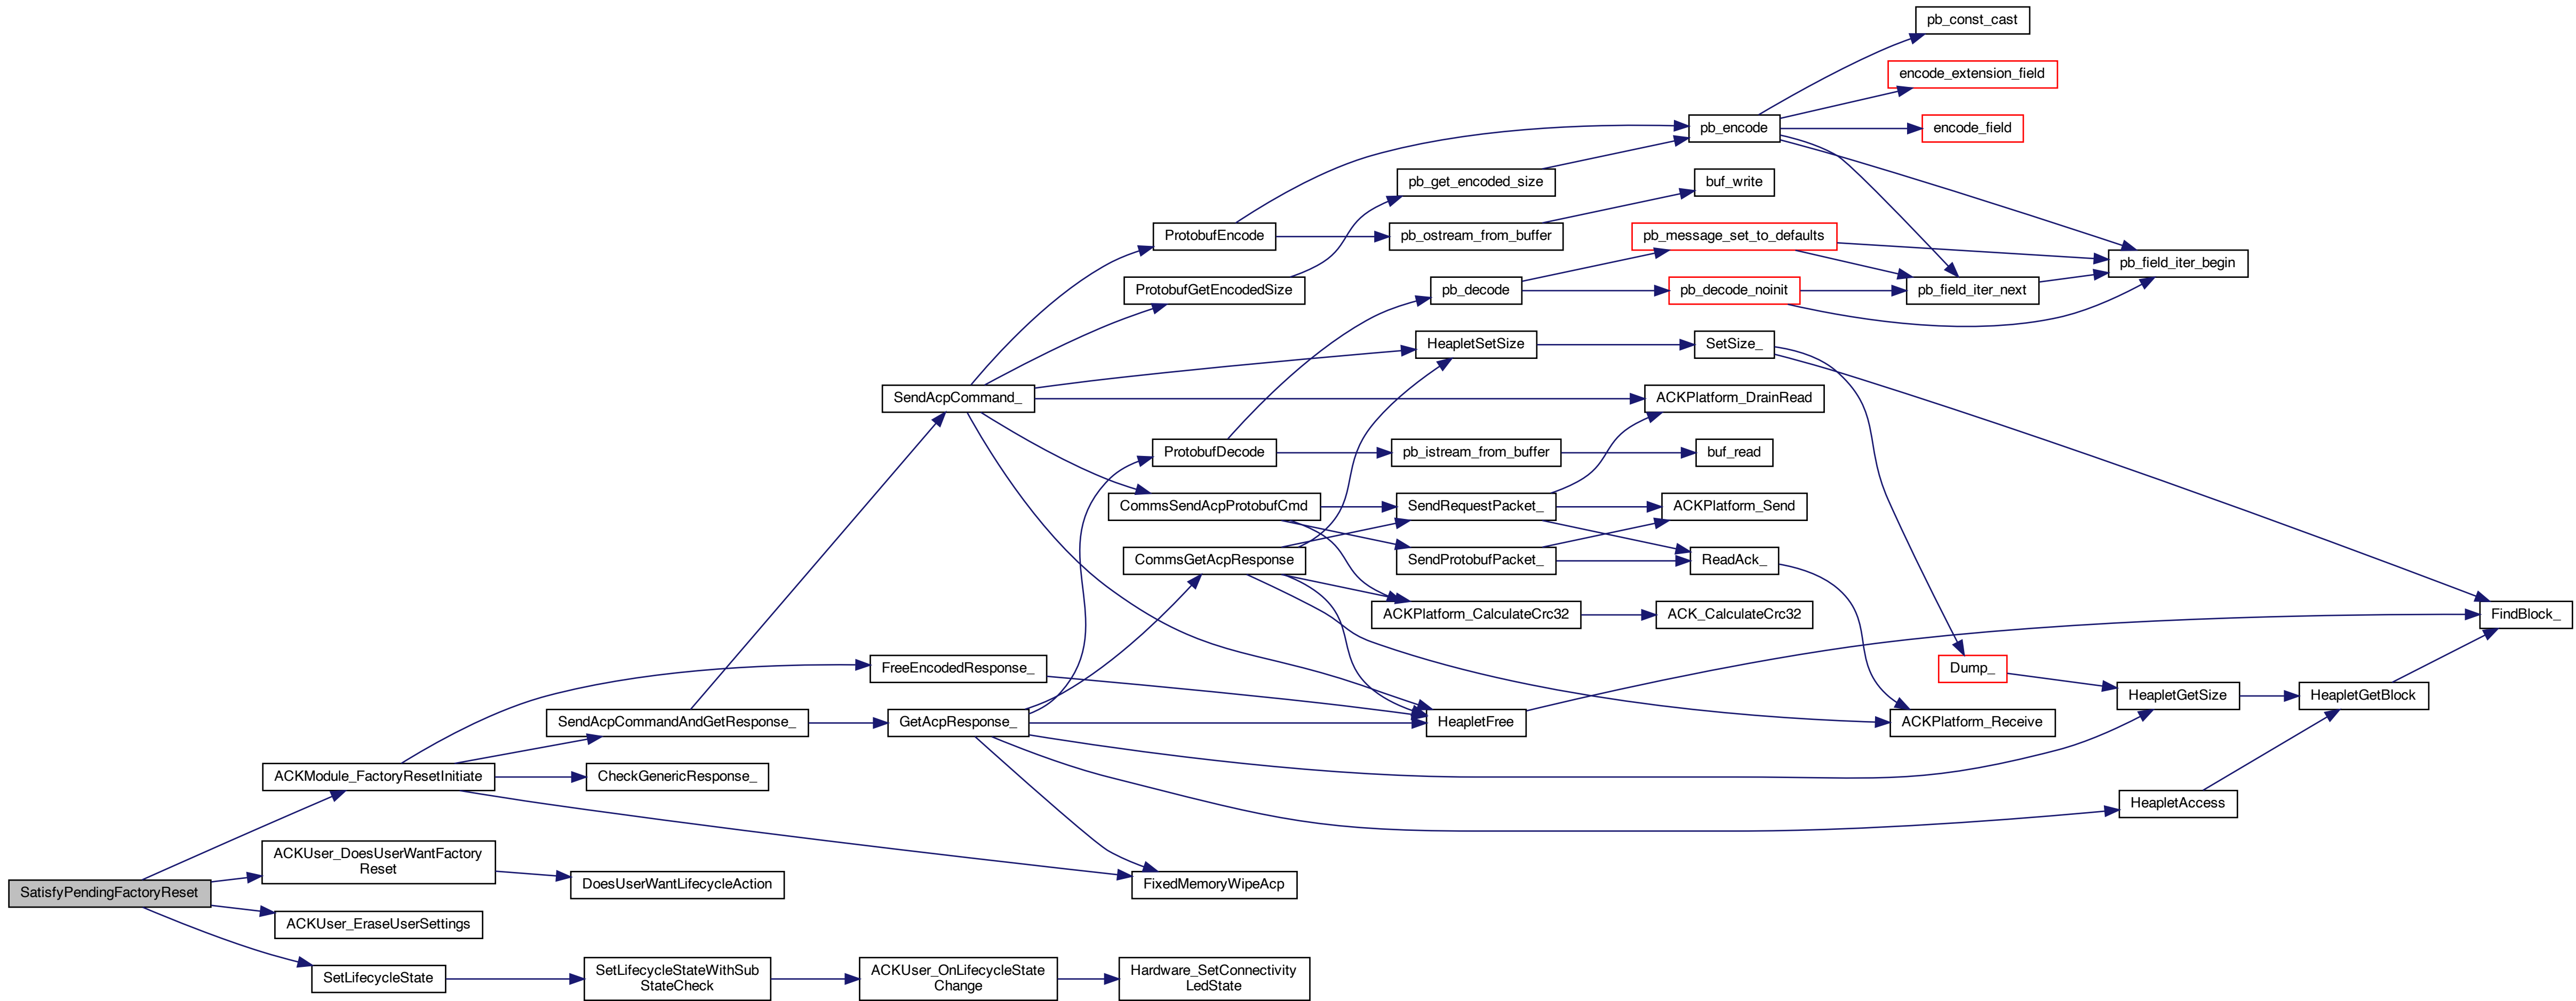 pb_const_cast
encode_extension_field
pb_encode
encode_field
pb_get_encoded_size
buf_write
ProtobufEncode
pb_ostream_from_buffer
pb_message_set_to_defaults
pb_field_iter_begin
ProtobufGetEncodedSize
pb_decode
pb_decode_noinit
pb_field_iter_next
HeapletSetSize
SetSize_
SendAcpCommand_
ACKPlatform_DrainRead
ProtobufDecode
pb_istream_from_buffer
buf_read
CommsSendAcpProtobufCmd
SendRequestPacket_
ACKPlatform_Send
CommsGetAcpResponse
SendProtobufPacket_
ReadAck_
ACKPlatform_CalculateCrc32
ACK_CalculateCrc32
FindBlock_
FreeEncodedResponse_
Dump_
HeapletGetSize
HeapletGetBlock
SendAcpCommandAndGetResponse_
GetAcpResponse_
HeapletFree
ACKPlatform_Receive
ACKModule_FactoryResetInitiate
CheckGenericResponse_
HeapletAccess
ACKUser_DoesUserWantFactory
Reset
DoesUserWantLifecycleAction
FixedMemoryWipeAcp
SatisfyPendingFactoryReset
ACKUser_EraseUserSettings
SetLifecycleState
SetLifecycleStateWithSub
StateCheck
ACKUser_OnLifecycleState
Change
Hardware_SetConnectivity
LedState